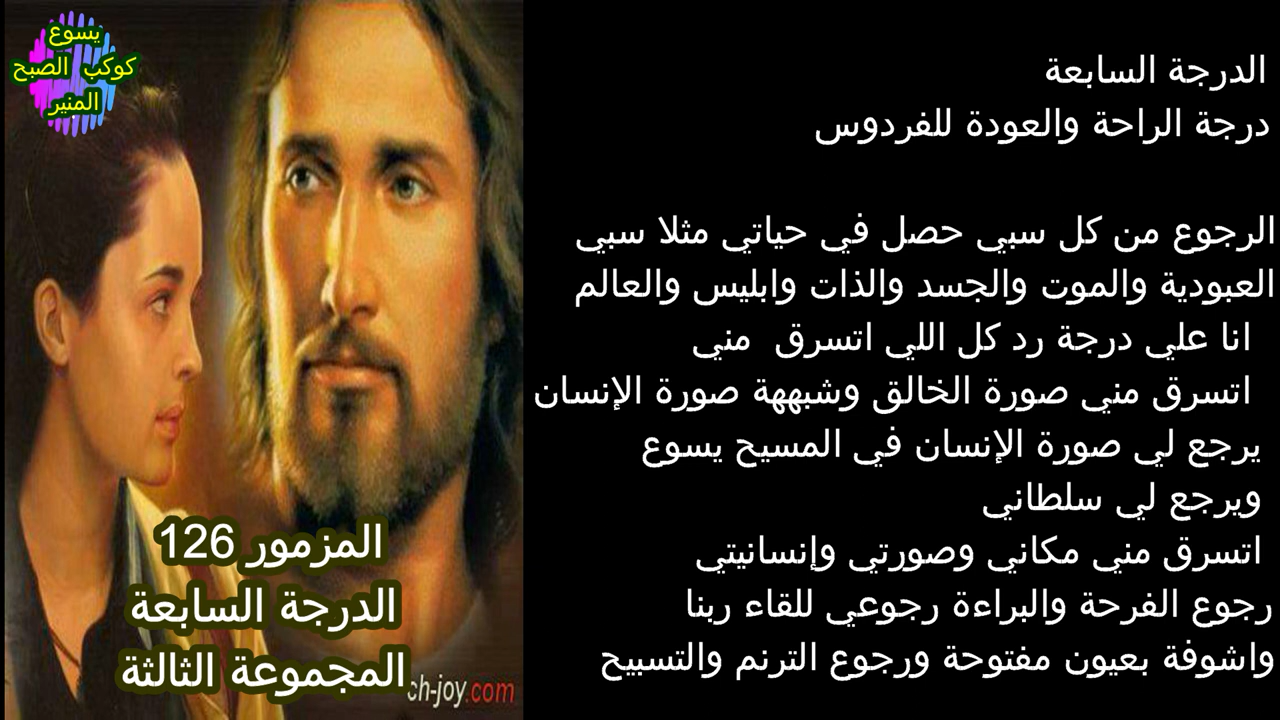 يسوع
كوكب الصبح
المنير
المزمور 126
الدرجة السابعة
المجموعة الثالثة
ch-joy.com
الدرجة السابعة
درجة الراحة والعودة للفردوس
الرجوع من كل سبي حصل في حياتي مثلا سبي
العبودية والموت والجسد والذات وابليس والعالم
انا علي درجة رد كل اللي اتسرق مني
اتسرق مني صورة الخالق وشبههة صورة الإنسان
يرجع لي صورة الإنسان في المسيح يسوع
ويرجع لي سلطاني
اتسرق مني مكاني وصورتي وإنسانيتي
رجوع الفرحة والبراءة رجوعي للقاء ربنا
واشوفة بعيون مفتوحة ورجوع الترنم والتسبيح